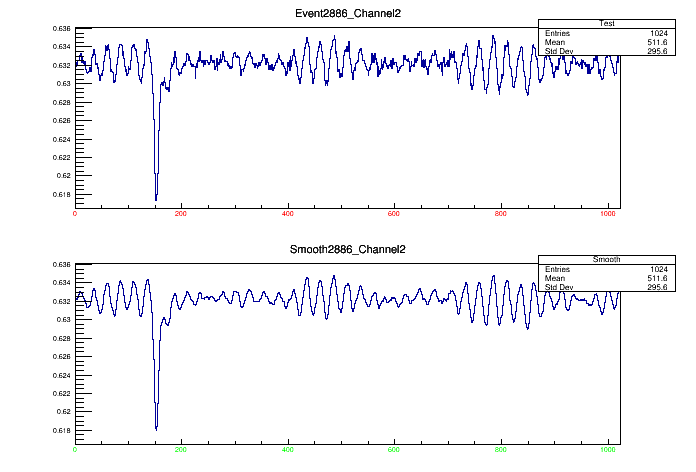 Event2886_Channel2
Test
Entries 1024
Mean 511.6
Std Dev 295.6
0.636
0.634
0.632
0.63
0.628
0.626
0.624
0.622
0.62
0.618
0 200 400 600 800 1000
Smooth2886_Channel2
Smooth
Entries 1024
Mean 511.6
Std Dev 295.6
0.636
0.634
0.632
0.63
0.628
0.626
0.624
0.622
0.62
0.618
0 200 400 600 800 1000